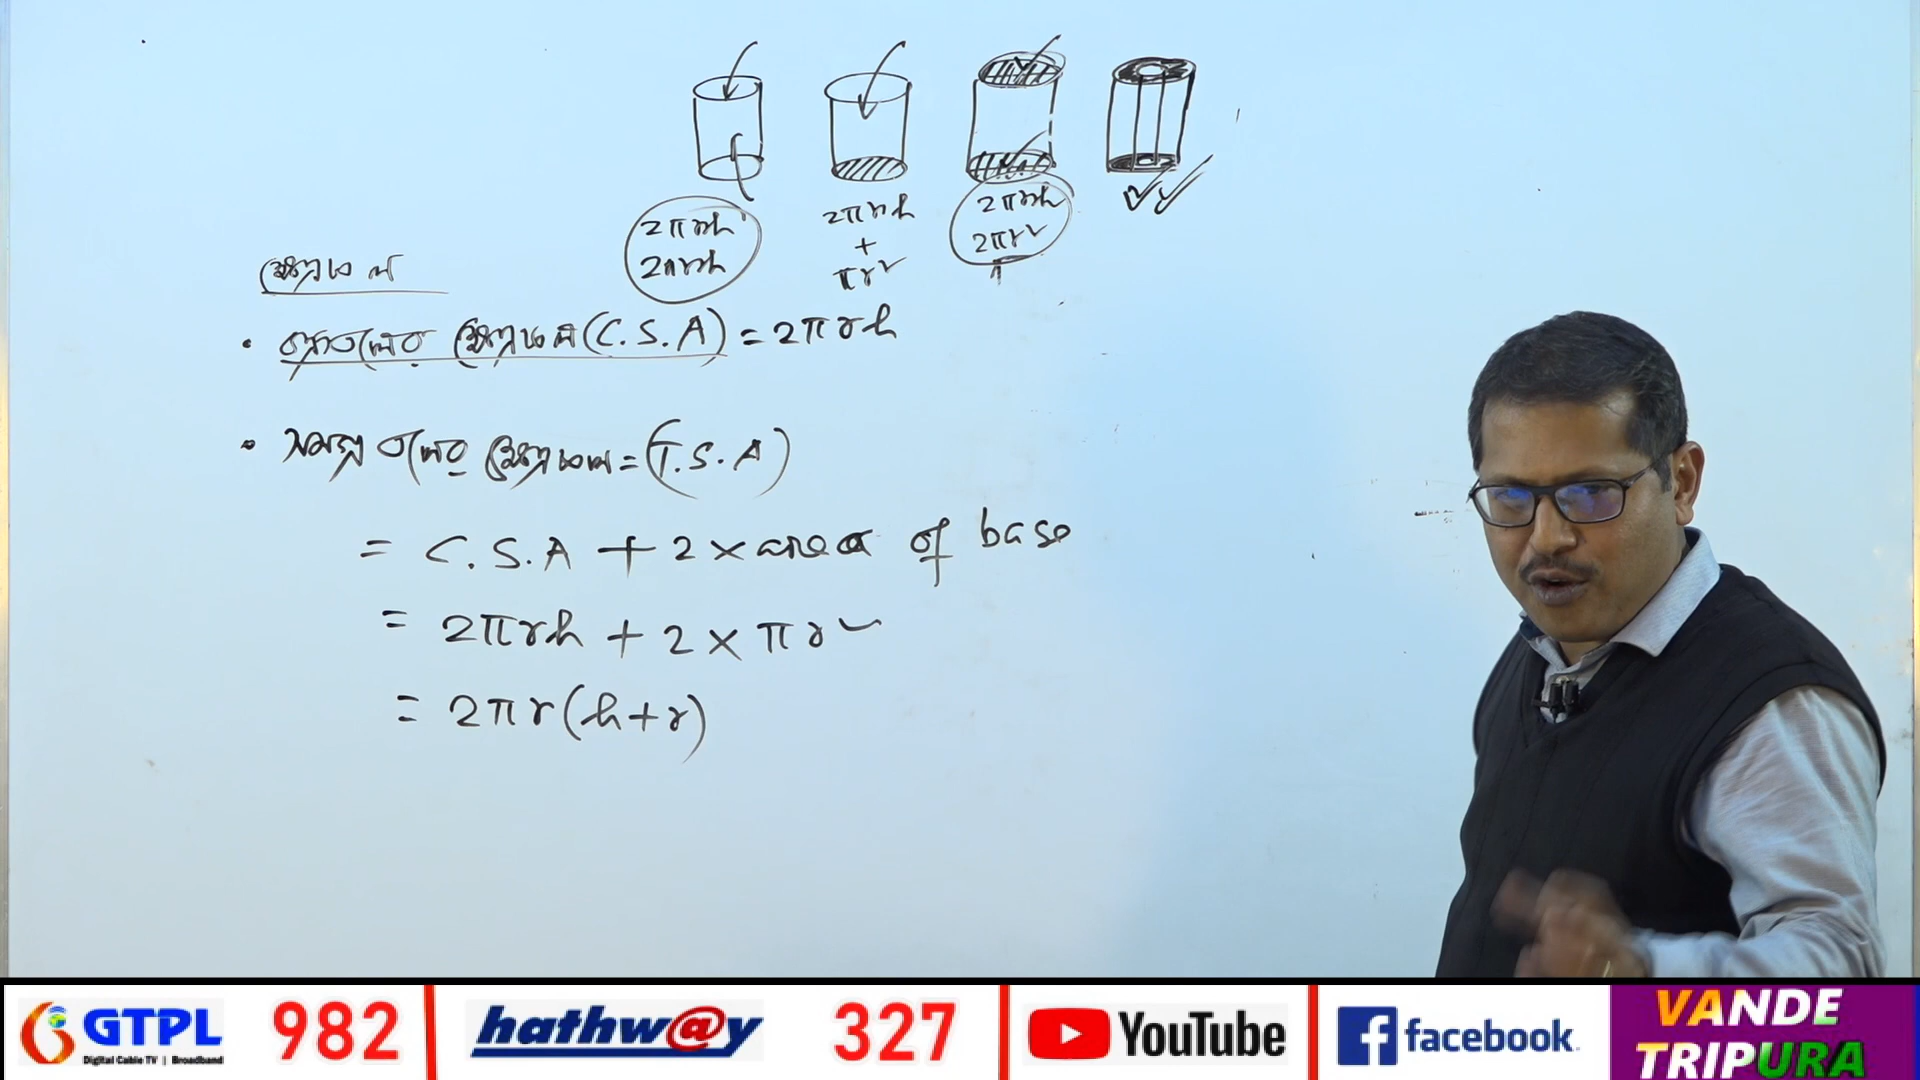 2πrh
2πrh
2πrh
+
πr²
2πrh
2πr²
ক্ষেত্রফল
• বক্রতলের ক্ষেত্রফল (C.S.A) = 2πrh
• সমগ্র তলের ক্ষেত্রফল = (T.S.A)
= C.S.A + 2 × area of base
= 2πrh + 2 × πr²
= 2πr(h+r)
GTPL 982 hathw@y 327 YouTube facebook VANDE TRIPURA
Digital Cable TV | Broadband